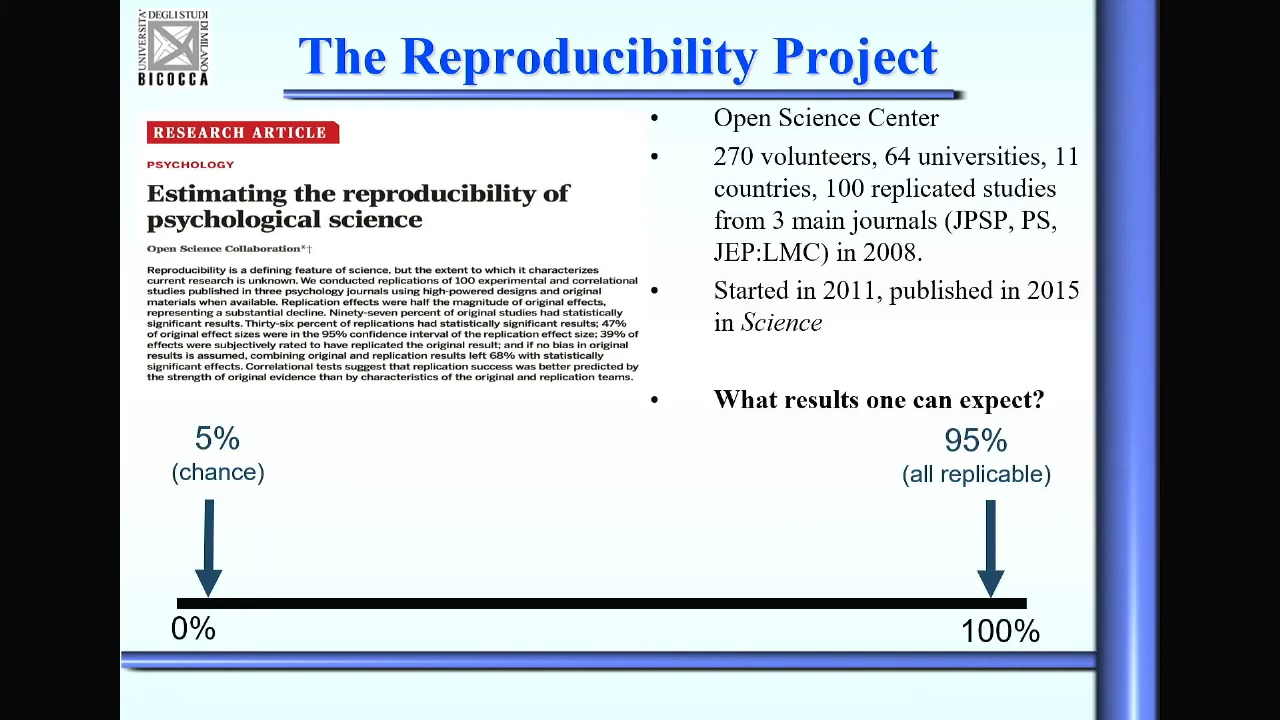 UNIVERSITA'
DEGLI STUDI
DI MILANO
BICOCCA
The Reproducibility Project
RESEARCH ARTICLE
PSYCHOLOGY
Estimating the reproducibility of
psychological science
Open Science Collaboration*†
Reproducibility is a defining feature of science, but the extent to which it characterizes
current research is unknown. We conducted replications of 100 experimental and correlational
studies published in three psychology journals using high-powered designs and original
materials when available. Replication effects were half the magnitude of original effects,
representing a substantial decline. Ninety-seven percent of original studies had statistically
significant results. Thirty-six percent of replications had statistically significant results; 47%
of original effect sizes were in the 95% confidence interval of the replication effect size; 39% of
effects were subjectively rated to have replicated the original result; and if no bias in original
results is assumed, combining original and replication results left 68% with statistically
significant effects. Correlational tests suggest that replication success was better predicted by
the strength of original evidence than by characteristics of the original and replication teams.
• Open Science Center
• 270 volunteers, 64 universities, 11
countries, 100 replicated studies
from 3 main journals (JPSP, PS,
JEP:LMC) in 2008.
• Started in 2011, published in 2015
in Science
• What results one can expect?
5%
(chance)
95%
(all replicable)
0%
100%